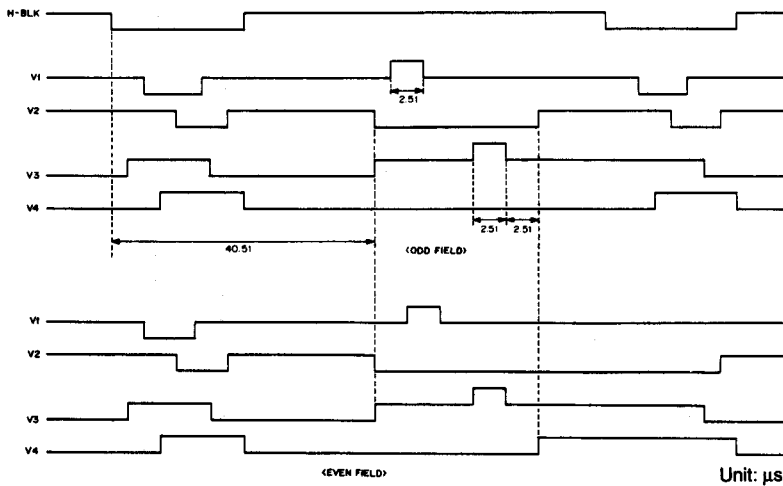 H-BLK
V1
2.51
V2
V3
V4
2.51 2.51
40.51
(ODD FIELD)
V1
V2
V3
V4
(EVEN FIELD)
Unit: μs